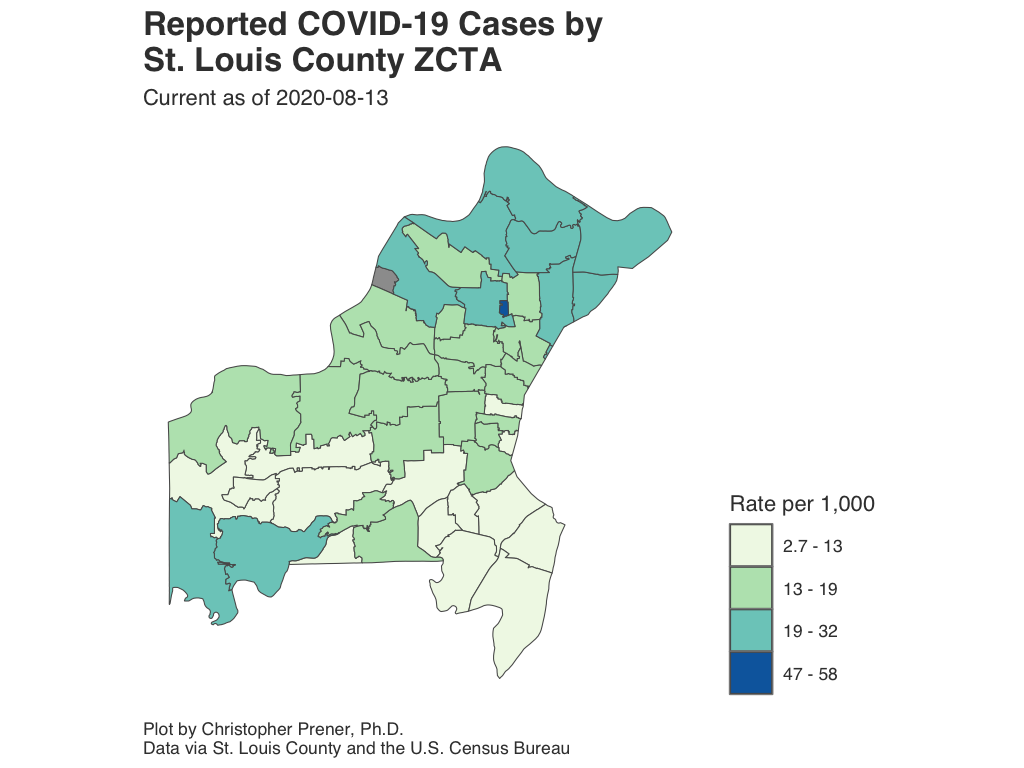 Reported COVID-19 Cases by
St. Louis County ZCTA
Current as of 2020-08-13
Rate per 1,000
2.7 - 13
13 - 19
19 - 32
47 - 58
Plot by Christopher Prener, Ph.D.
Data via St. Louis County and the U.S. Census Bureau